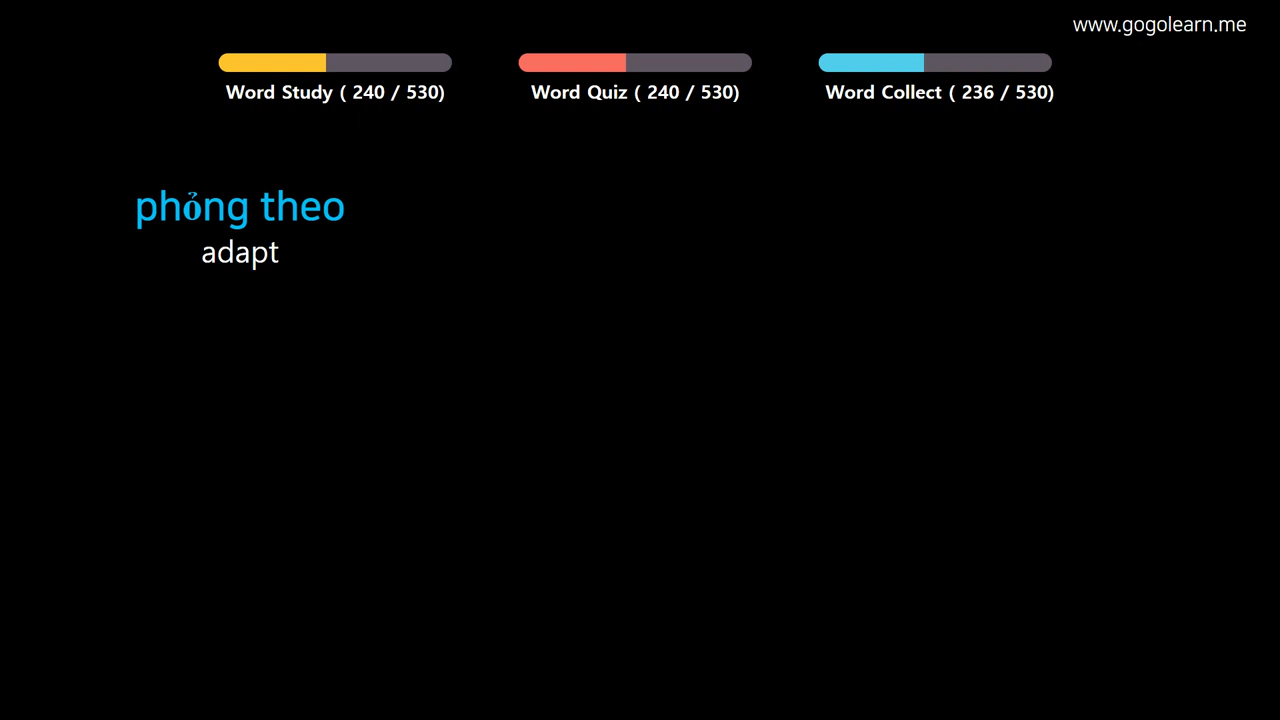 www.gogolearn.me
Word Study ( 240 / 530)
Word Quiz ( 240 / 530)
Word Collect ( 236 / 530)
phỏng theo
adapt